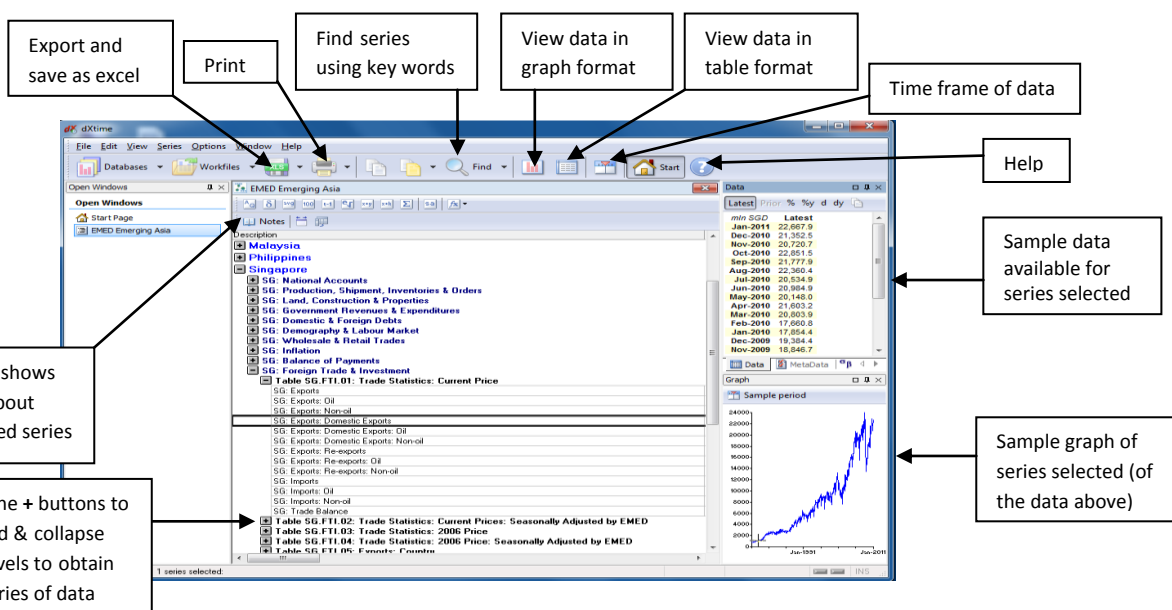 Export and
save as excel
Print
Find series
using key words
View data in
graph format
View data in
table format
Time frame of data
Help
Sample data
available for
series selected
Sample graph of
series selected (of
the data above)
shows
ed series
+ buttons to
d & collapse
vels to obtain
ries of data
dXtime
File Edit View Series Options Window Help
Databases Workfiles Find Start
Open Windows
Open Windows
Start Page
EMED Emerging Asia
EMED Emerging Asia
Notes
Description
Malaysia
Philippines
Singapore
SG: National Accounts
SG: Production, Shipment, Inventories & Orders
SG: Land, Construction & Properties
SG: Government Revenues & Expenditures
SG: Domestic & Foreign Debts
SG: Demography & Labour Market
SG: Wholesale & Retail Trades
SG: Inflation
SG: Balance of Payments
SG: Foreign Trade & Investment
Table SG.FTI.01: Trade Statistics: Current Price
SG: Exports
SG: Exports: Oil
SG: Exports: Non-oil
SG: Exports: Domestic Exports
SG: Exports: Domestic Exports: Oil
SG: Exports: Domestic Exports: Non-oil
SG: Exports: Re-exports
SG: Exports: Re-exports: Oil
SG: Exports: Re-exports: Non-oil
SG: Imports
SG: Imports: Oil
SG: Imports: Non-oil
SG: Trade Balance
Table SG.FTI.02: Trade Statistics: Current Prices: Seasonally Adjusted by EMED
Table SG.FTI.03: Trade Statistics: 2006 Price
Table SG.FTI.04: Trade Statistics: 2006 Price: Seasonally Adjusted by EMED
Table SG.FTI.05: Exports: Country
1 series selected:
INS
Data
Latest Prior % %y d dy
mln SGD Latest
Jan-2011 22,667.9
Dec-2010 21,352.5
Nov-2010 20,720.7
Oct-2010 22,851.5
Sep-2010 21,777.9
Aug-2010 22,360.4
Jul-2010 20,534.9
Jun-2010 20,984.9
May-2010 20,148.0
Apr-2010 21,603.2
Mar-2010 20,803.9
Feb-2010 17,660.8
Jan-2010 17,854.4
Dec-2009 19,384.4
Nov-2009 18,846.7
Data MetaData
Graph
Sample period
24000
22000
20000
18000
16000
14000
12000
10000
8000
6000
4000
2000
0
Jan-1991 Jan-2011